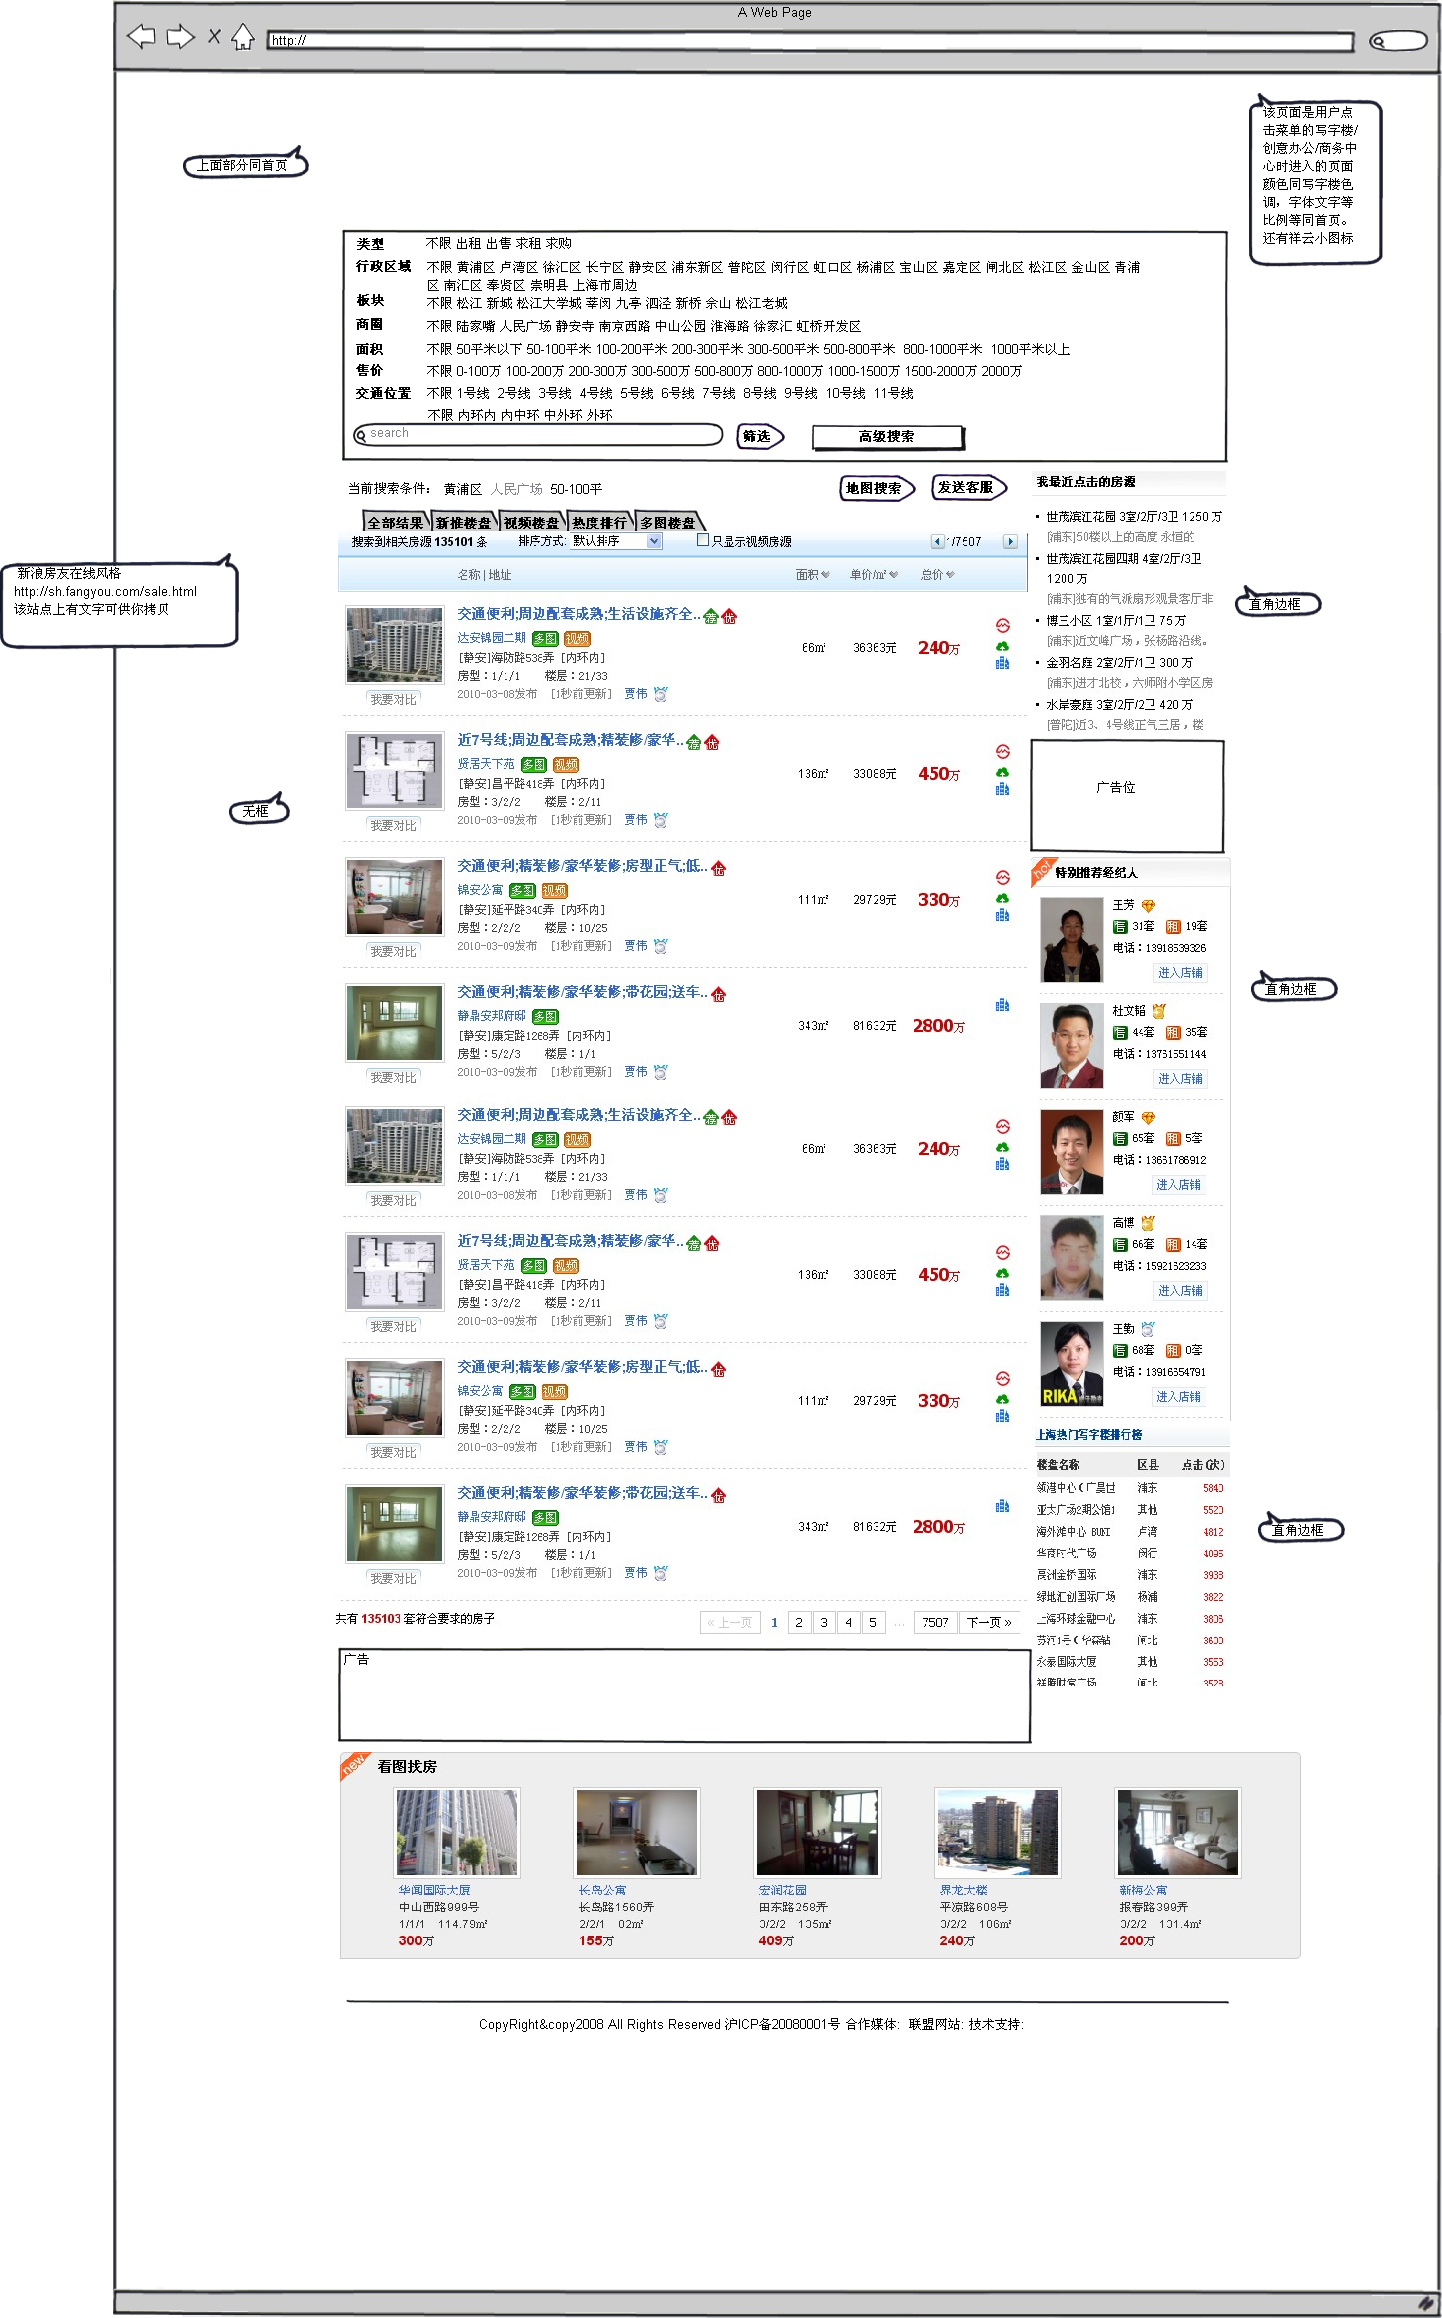 A Web Page
http://
该页面是用户点
击菜单的写字楼/
创意办公/商务中
心时进入的页面
颜色同写字楼色
调，字体文字等
比例等同首页。
还有祥云小图标
上面部分同首页
类型 不限 出租 出售 求租 求购
行政区域 不限 黄浦区 卢湾区 徐汇区 长宁区 静安区 浦东新区 普陀区 闵行区 虹口区 杨浦区 宝山区 嘉定区 闸北区 松江区 金山区 青浦
区 南汇区 奉贤区 崇明县 上海市周边
板块 不限 松江 新城 松江大学城 莘闵 九亭 泗泾 新桥 佘山 松江老城
商圈 不限 陆家嘴 人民广场 静安寺 南京西路 中山公园 淮海路 徐家汇 虹桥开发区
面积 不限 50平米以下 50-100平米 100-200平米 200-300平米 300-500平米 500-800平米 800-1000平米 1000平米以上
售价 不限 0-100万 100-200万 200-300万 300-500万 500-800万 800-1000万 1000-1500万 1500-2000万 2000万
交通位置 不限 1号线 2号线 3号线 4号线 5号线 6号线 7号线 8号线 9号线 10号线 11号线
不限 内环内 内中环 中外环 外环
search 筛选 高级搜索
当前搜索条件： 黄浦区 人民广场 50-100平 地图搜索 发送客服
全部结果 新推楼盘 视频楼盘 热度排行 多图楼盘
搜索到相关房源 135101 条 排序方式: 默认排序 只显示视频房源 1/7507
名称 | 地址 面积 单价/㎡ 总价
新浪房友在线风格
http://sh.fangyou.com/sale.html
该站点上有文字可供你拷贝
无框
交通便利;周边配套成熟;生活设施齐全.. 荐 优
达安锦园二期 多图 视频
[静安]海防路538弄 [内环内] 66㎡ 36363元 240万
房型：1/1/1 楼层：21/33
我要对比 2010-03-08发布 [1秒前更新] 贾伟
近7号线;周边配套成熟;精装修/豪华.. 荐 优
贤居天下苑 多图 视频
[静安]昌平路418弄 [内环内] 136㎡ 33088元 450万
房型：3/2/2 楼层：2/11
我要对比 2010-03-09发布 [1秒前更新] 贾伟
交通便利;精装修/豪华装修;房型正气;低.. 优
锦安公寓 多图 视频
[静安]延平路340弄 [内环内] 111㎡ 29729元 330万
房型：2/2/2 楼层：10/25
我要对比 2010-03-09发布 [1秒前更新] 贾伟
交通便利;精装修/豪华装修;带花园;送车.. 优
静鼎安邦府邸 多图
[静安]康定路1268弄 [内环内] 343㎡ 81632元 2800万
房型：5/2/3 楼层：1/1
我要对比 2010-03-09发布 [1秒前更新] 贾伟
交通便利;周边配套成熟;生活设施齐全.. 荐 优
达安锦园二期 多图 视频
[静安]海防路538弄 [内环内] 66㎡ 36363元 240万
房型：1/1/1 楼层：21/33
我要对比 2010-03-08发布 [1秒前更新] 贾伟
近7号线;周边配套成熟;精装修/豪华.. 荐 优
贤居天下苑 多图 视频
[静安]昌平路418弄 [内环内] 136㎡ 33088元 450万
房型：3/2/2 楼层：2/11
我要对比 2010-03-09发布 [1秒前更新] 贾伟
交通便利;精装修/豪华装修;房型正气;低.. 优
锦安公寓 多图 视频
[静安]延平路340弄 [内环内] 111㎡ 29729元 330万
房型：2/2/2 楼层：10/25
我要对比 2010-03-09发布 [1秒前更新] 贾伟
交通便利;精装修/豪华装修;带花园;送车.. 优
静鼎安邦府邸 多图
[静安]康定路1268弄 [内环内] 343㎡ 81632元 2800万
房型：5/2/3 楼层：1/1
我要对比 2010-03-09发布 [1秒前更新] 贾伟
共有 135103 套符合要求的房子 « 上一页 1 2 3 4 5 ... 7507 下一页 »
广告
我最近点击的房源
世茂滨江花园 3室/2厅/3卫 1250 万
[浦东]50楼以上的高度 永恒的
世茂滨江花园四期 4室/2厅/3卫
1200 万
[浦东]独有的气派扇形观景客厅非
博三小区 1室/1厅/1卫 75 万
[浦东]近文峰广场，张杨路沿线。
金羽名庭 2室/2厅/1卫 300 万
[浦东]进才北校，六师附小学区房
水岸豪庭 3室/2厅/2卫 420 万
[普陀]近3、4号线正气三居，楼
直角边框
广告位
hot 特别推荐经纪人
王芳
售 31套 租 19套
电话：13918539326
进入店铺
杜文韬
售 44套 租 35套
电话：13761551144
进入店铺
颜军
售 65套 租 5套
电话：13651786912
进入店铺
高博
售 66套 租 14套
电话：15921523233
进入店铺
王勤
售 68套 租 0套
电话：13916354791
RIKA 进入店铺
直角边框
上海热门写字楼排行榜
楼盘名称 区县 点击(次)
领港中心(广昊世 浦东 5840
亚太广场2期公馆1 其他 5520
海外滩中心 BUND 卢湾 4812
华商时代广场 闵行 4095
高洲金桥国际 浦东 3938
绿地汇创国际广场 杨浦 3822
上海环球金融中心 浦东 3806
苏河1号(华森钻 闸北 3600
永泰国际大厦 其他 3553
祥腾财富广场 闸北 3528
直角边框
new 看图找房
华闻国际大厦
中山西路999号
1/1/1 114.79㎡
300万
长岛公寓
长岛路1560弄
2/2/1 82㎡
155万
宏润花园
田东路258弄
3/2/2 135㎡
409万
界龙大楼
平凉路608号
3/2/2 106㎡
240万
新梅公寓
报春路399弄
3/2/2 131.4㎡
200万
CopyRight&copy2008 All Rights Reserved 沪ICP备20080001号 合作媒体: 联盟网站: 技术支持: